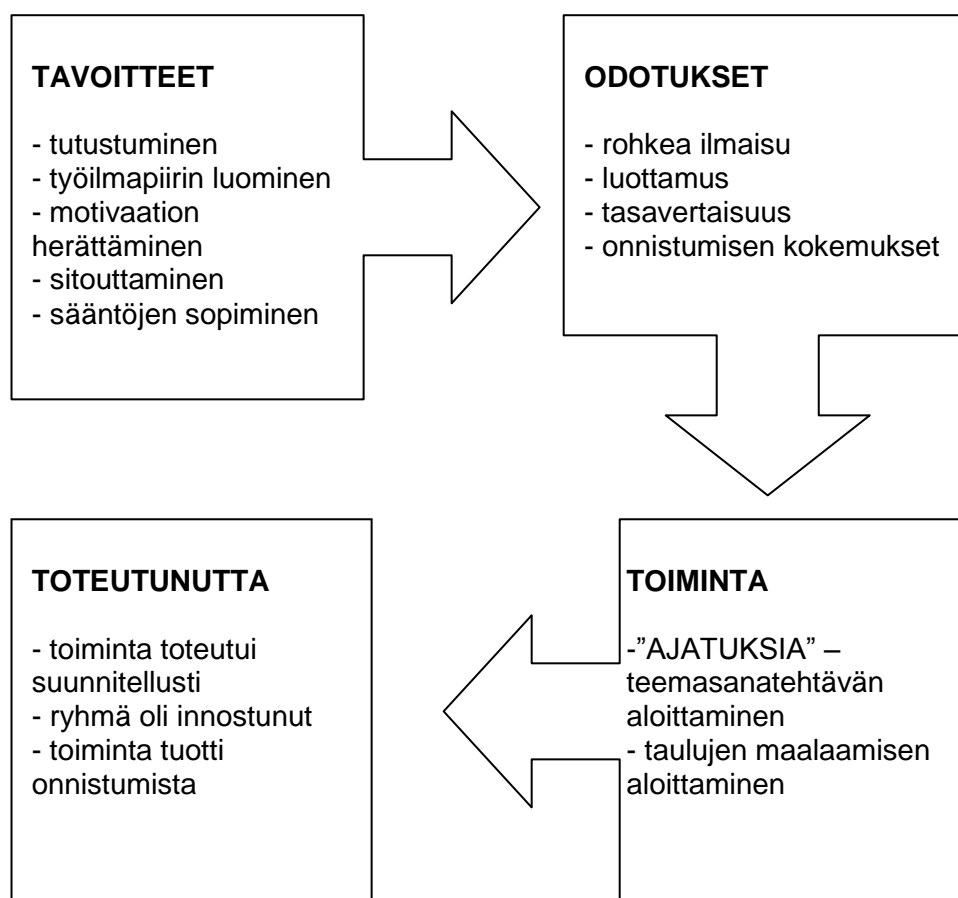 TAVOITTEET
- tutustuminen
- työilmapiirin luominen
- motivaation
herättäminen
- sitouttaminen
- sääntöjen sopiminen
ODOTUKSET
- rohkea ilmaisu
- luottamus
- tasavertaisuus
- onnistumisen kokemukset
TOIMINTA
-”AJATUKSIA” –
teemasanatehtävän
aloittaminen
- taulujen maalaamisen
aloittaminen
TOTEUTUNUTTA
- toiminta toteutui
suunnitellusti
- ryhmä oli innostunut
- toiminta tuotti
onnistumista